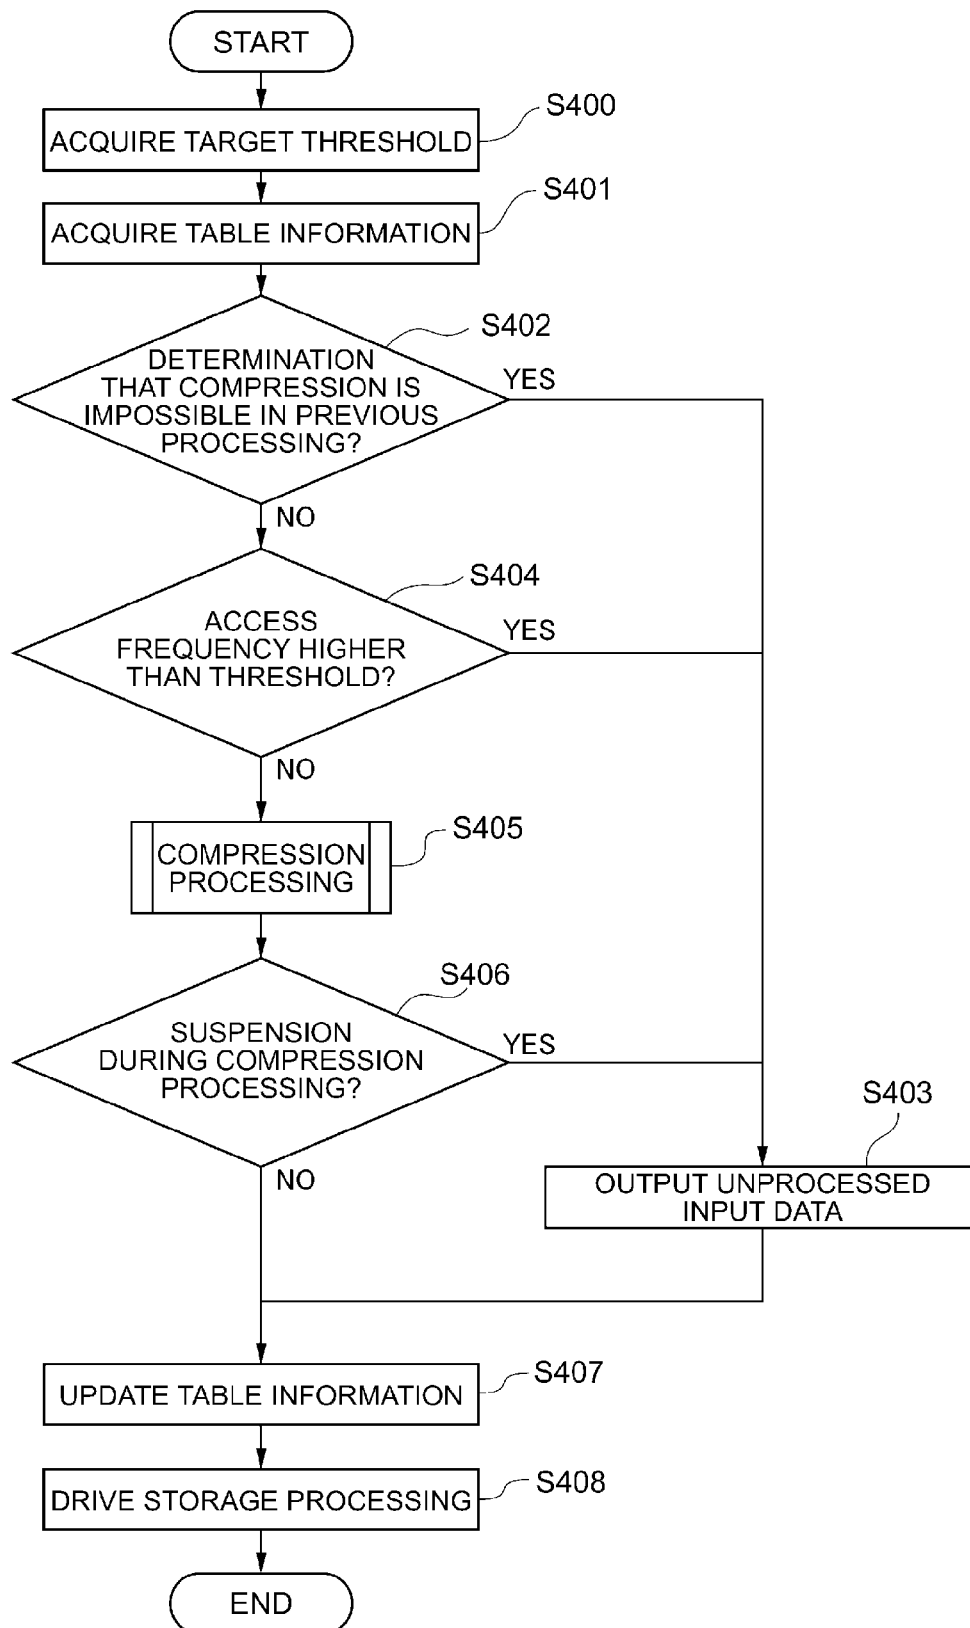 START
S400
ACQUIRE TARGET THRESHOLD
S401
ACQUIRE TABLE INFORMATION
S402
DETERMINATION
THAT COMPRESSION IS
IMPOSSIBLE IN PREVIOUS
PROCESSING?
YES
NO
S404
ACCESS
FREQUENCY HIGHER
THAN THRESHOLD?
YES
NO
S405
COMPRESSION
PROCESSING
S406
SUSPENSION
DURING COMPRESSION
PROCESSING?
YES
NO
S403
OUTPUT UNPROCESSED
INPUT DATA
S407
UPDATE TABLE INFORMATION
S408
DRIVE STORAGE PROCESSING
END